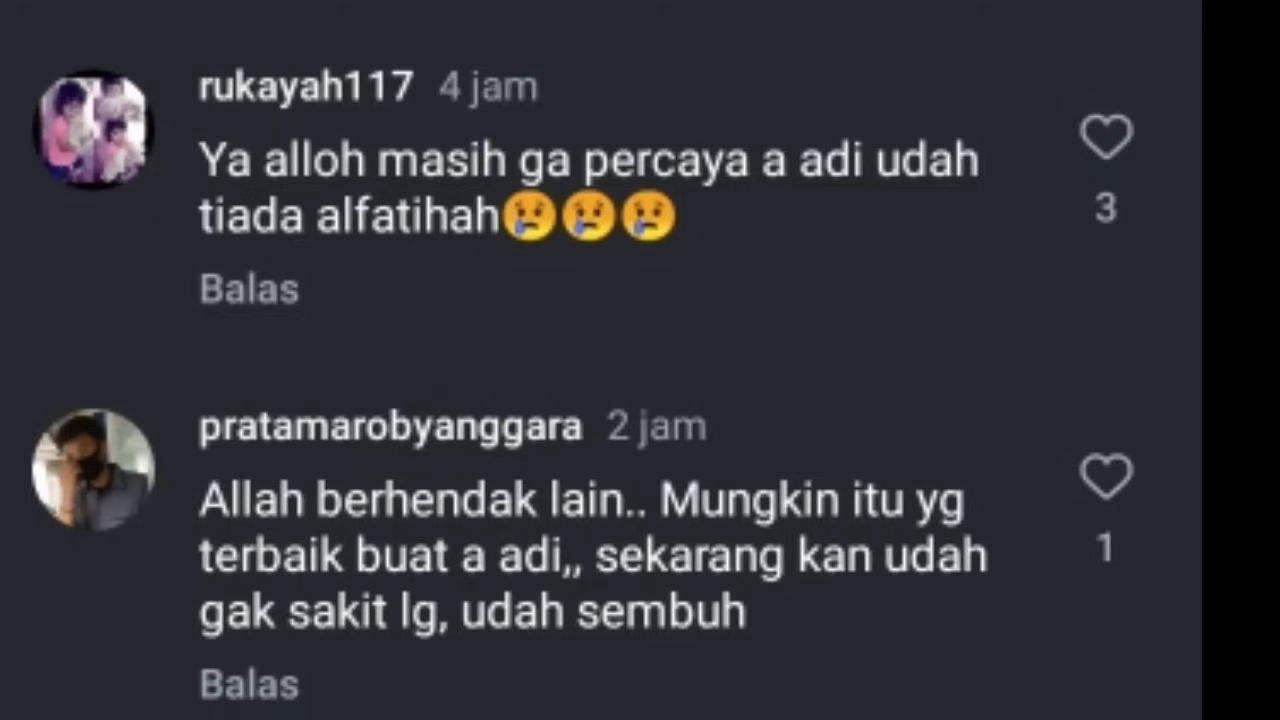 rukayah117 4 jam
Ya alloh masih ga percaya a adi udah
tiada alfatihah😢😢😢
3
Balas
pratamarobyanggara 2 jam
Allah berhendak lain.. Mungkin itu yg
terbaik buat a adi,, sekarang kan udah
gak sakit lg, udah sembuh
1
Balas